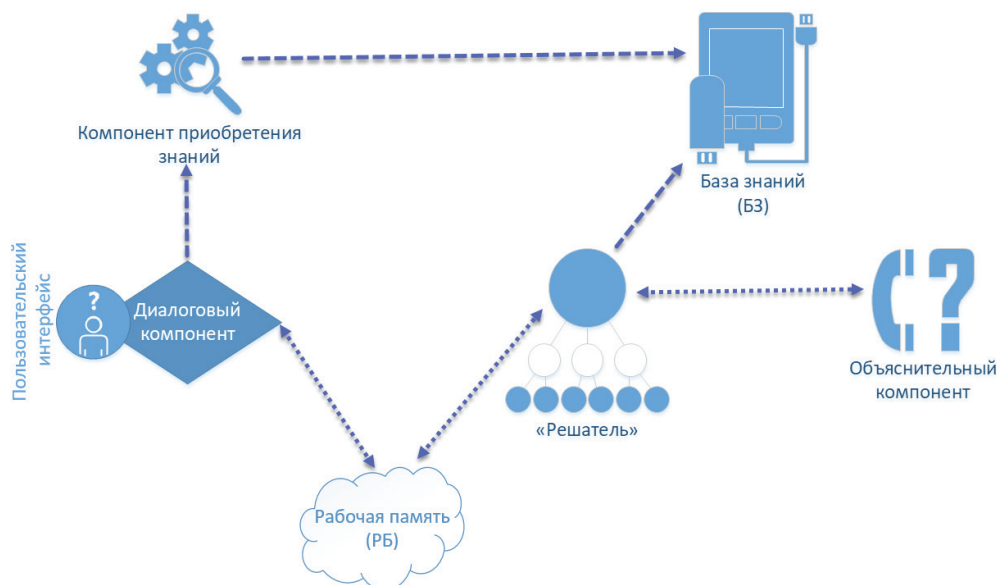 Компонент приобретения
знаний
База знаний
(БЗ)
Пользовательский
интерфейс
?
Диалоговый
компонент
Объяснительный
компонент
«Решатель»
Рабочая память
(РБ)